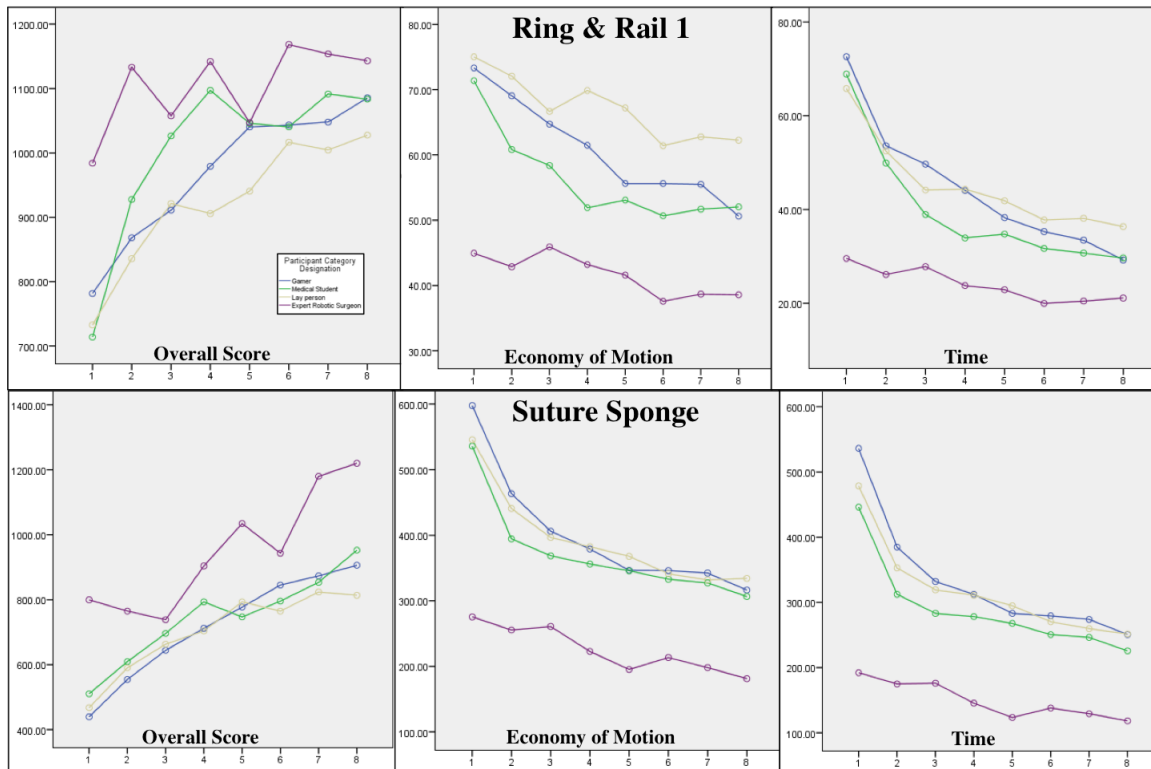 Ring & Rail 1
1200.00
1100.00
1000.00
900.00
800.00
700.00
Participant Category
Designation
Gamer
Medical Student
Lay person
Expert Robotic Surgeon
Overall Score
1 2 3 4 5 6 7 8
80.00
70.00
60.00
50.00
40.00
30.00
Economy of Motion
1 2 3 4 5 6 7 8
80.00
60.00
40.00
20.00
Time
1 2 3 4 5 6 7 8
Suture Sponge
1400.00
1200.00
1000.00
800.00
600.00
400.00
Overall Score
1 2 3 4 5 6 7 8
600.00
500.00
400.00
300.00
200.00
100.00
Economy of Motion
1 2 3 4 5 6 7 8
600.00
500.00
400.00
300.00
200.00
100.00
Time
1 2 3 4 5 6 7 8